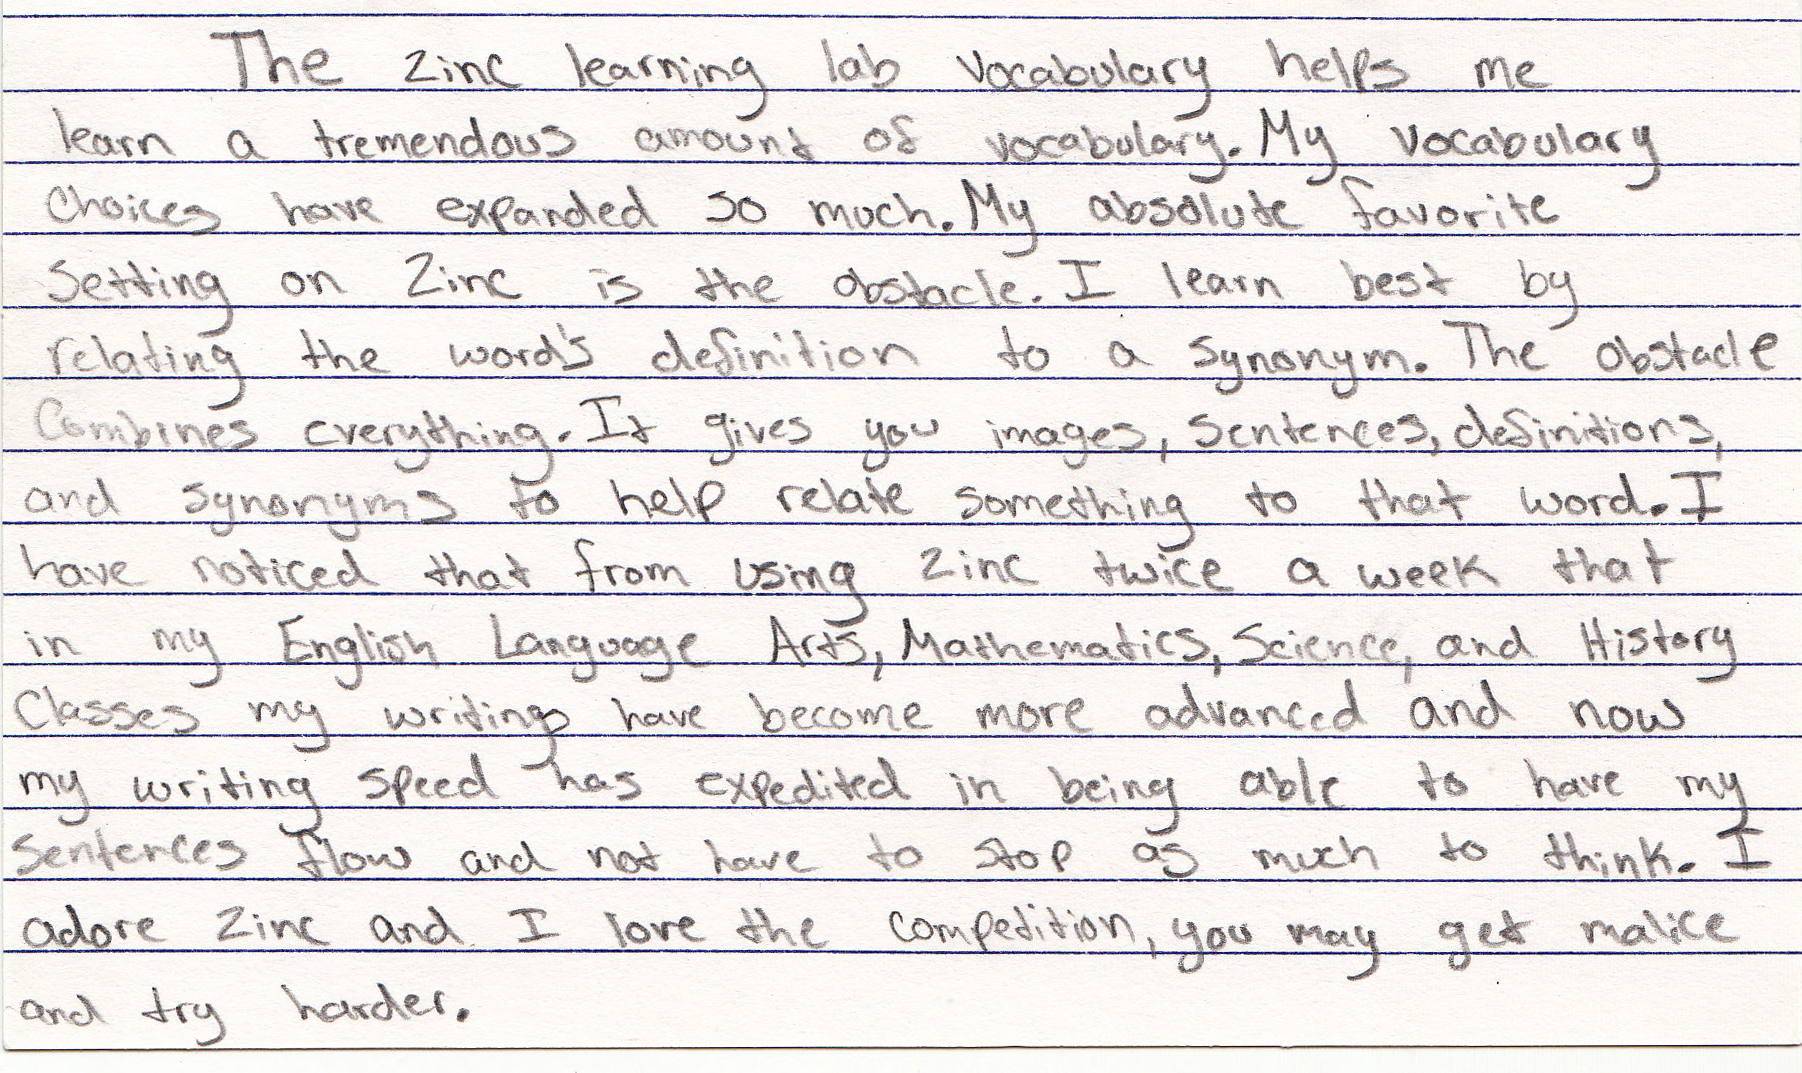 The Zinc learning lab vocabulary helps me
learn a tremendous amount of vocabulary. My vocabulary
choices have expanded so much. My absolute favorite
setting on Zinc is the obstacle. I learn best by
relating the word's definition to a synonym. The obstacle
combines everything. It gives you images, sentences, definitions,
and synonyms to help relate something to that word. I
have noticed that from using Zinc twice a week that
in my English Language Arts, Mathematics, Science, and History
classes my writings have become more advanced and now
my writing speed has expedited in being able to have my
sentences flow and not have to stop as much to think. I
adore Zinc and I love the competition, you may get malice
and try harder.